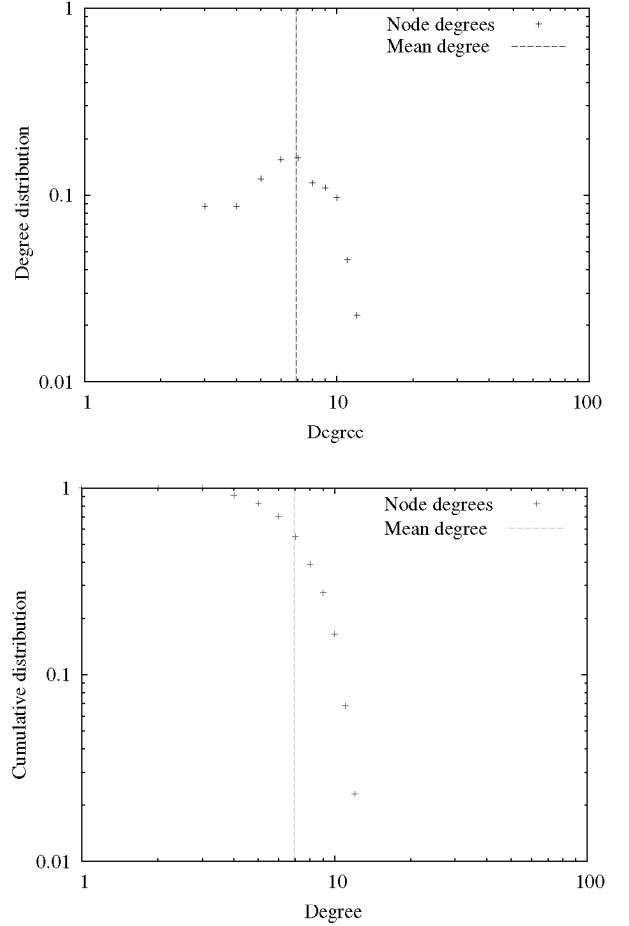 1
Node degrees
Mean degree
Degree distribution
0.1
0.01
1
10
100
Degree
1
Node degrees
Mean degree
Cumulative distribution
0.1
0.01
1
10
100
Degree